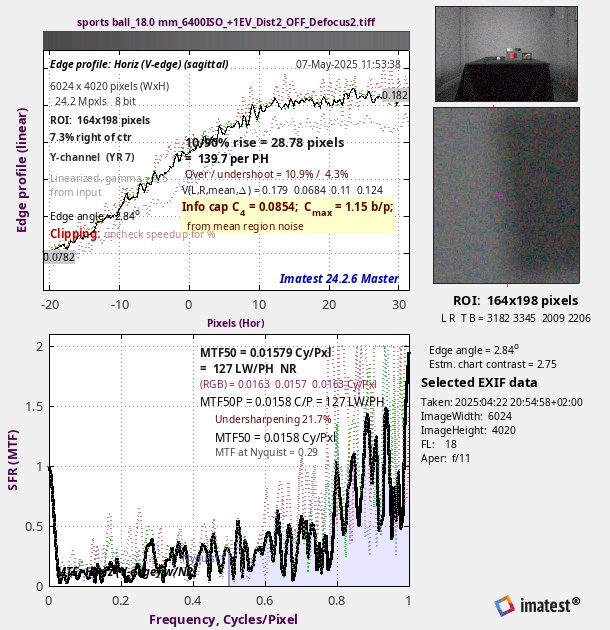 sports ball_18.0 mm_6400ISO_+1EV_Dist2_OFF_Defocus2.tiff
Edge profile: Horiz (V-edge) (sagittal)
07-May-2025 11:53:38
6024 x 4020 pixels (WxH)
24.2 Mpxls 8 bit
0.182
ROI: 164x198 pixels
7.3% right of ctr
10-90% rise = 28.78 pixels
Y-channel (YR 7)
= 139.7 per PH
Over / undershoot = 10.9% / 4.3%
Linearized, gamma
from input
V(L,R,mean,Δ) = 0.179 0.0684 0.11 0.124
Info cap C4 = 0.0854; Cmax = 1.15 b/p;
Edge angle = 2.84o
from mean region noise
Clipping: uncheck speedup for %
0.0782
Imatest 24.2.6 Master
Edge profile (linear)
-20 -10 0 10 20 30
Pixels (Hor)
ROI: 164x198 pixels
L R T B = 3182 3345 2009 2206
Edge angle = 2.84o
Estm. chart contrast = 2.75
Selected EXIF data
Taken: 2025:04:22 20:54:58+02:00
ImageWidth: 6024
ImageHeight: 4020
FL: 18
Aper: f/11
MTF50 = 0.01579 Cy/Pxl
= 127 LW/PH NR
(RGB) = 0.0163 0.0157 0.0163 Cy/Pxl
MTF50P = 0.0158 C/P = 127 LW/PH
Undersharpening 21.7%
MTF50 = 0.0158 Cy/Pxl
MTF at Nyquist = 0.29
2
1.5
1
0.5
0
SFR (MTF)
0 0.2 0.4 0.6 0.8 1
Frequency, Cycles/Pixel
imatest®